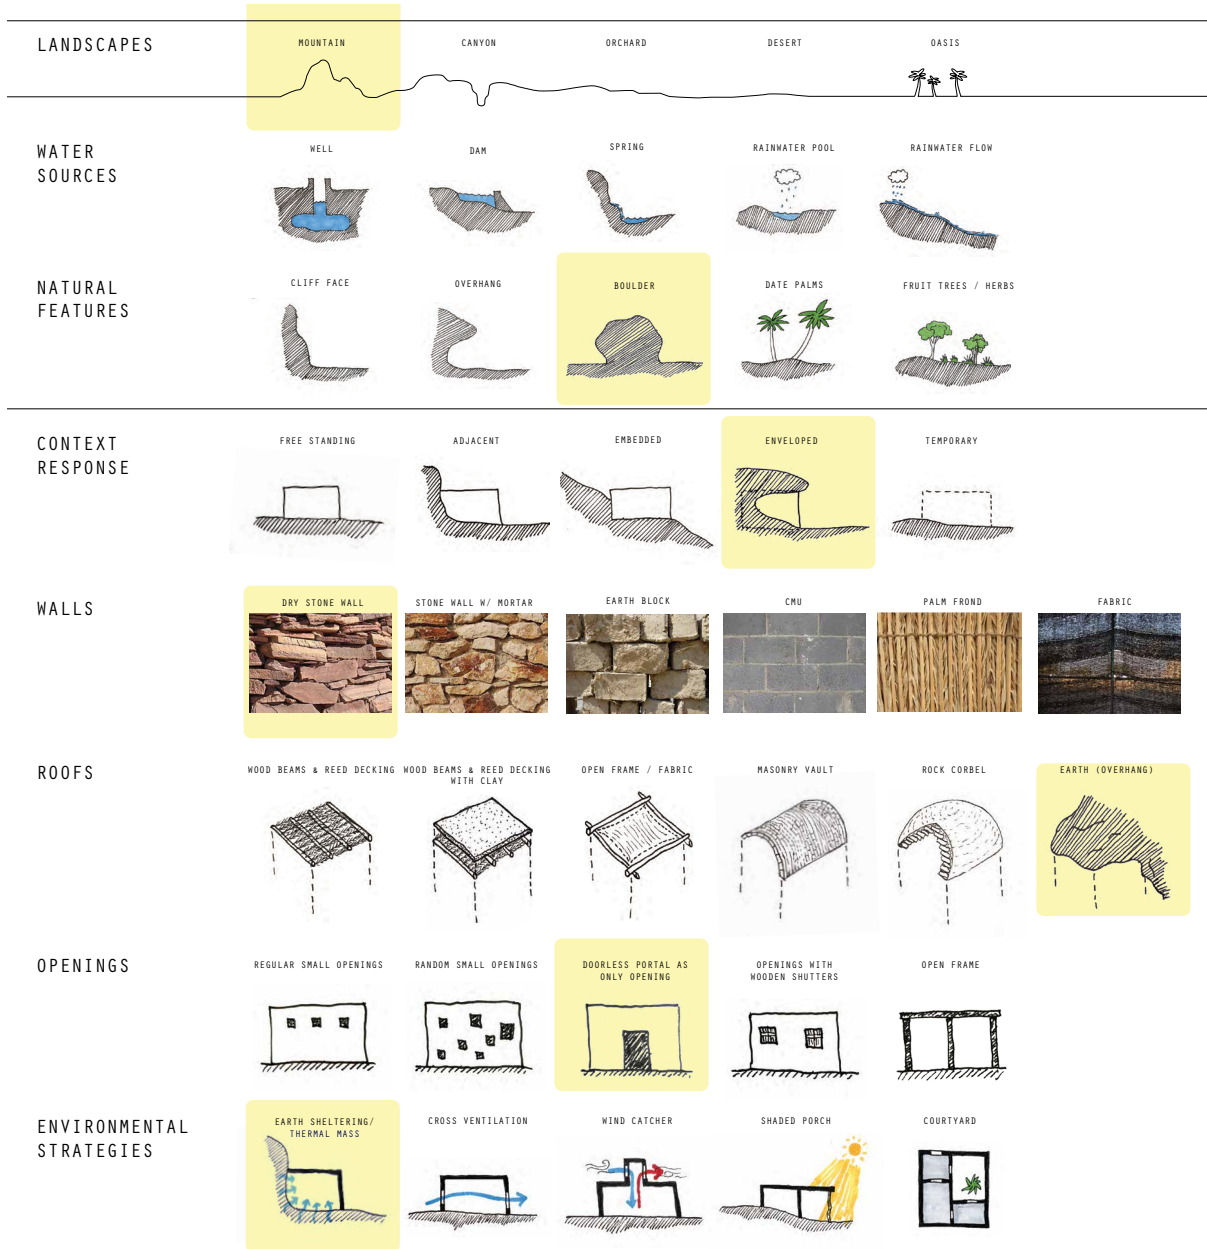 LANDSCAPES
MOUNTAIN
CANYON
ORCHARD
DESERT
OASIS
WATER
SOURCES
WELL
DAM
SPRING
RAINWATER POOL
RAINWATER FLOW
NATURAL
FEATURES
CLIFF FACE
OVERHANG
BOULDER
DATE PALMS
FRUIT TREES / HERBS
CONTEXT
RESPONSE
FREE STANDING
ADJACENT
EMBEDDED
ENVELOPED
TEMPORARY
WALLS
DRY STONE WALL
STONE WALL W/ MORTAR
EARTH BLOCK
CMU
PALM FROND
FABRIC
ROOFS
WOOD BEAMS & REED DECKING
WOOD BEAMS & REED DECKING
WITH CLAY
OPEN FRAME / FABRIC
MASONRY VAULT
ROCK CORBEL
EARTH (OVERHANG)
OPENINGS
REGULAR SMALL OPENINGS
RANDOM SMALL OPENINGS
DOORLESS PORTAL AS
ONLY OPENING
OPENINGS WITH
WOODEN SHUTTERS
OPEN FRAME
ENVIRONMENTAL
STRATEGIES
EARTH SHELTERING/
THERMAL MASS
CROSS VENTILATION
WIND CATCHER
SHADED PORCH
COURTYARD